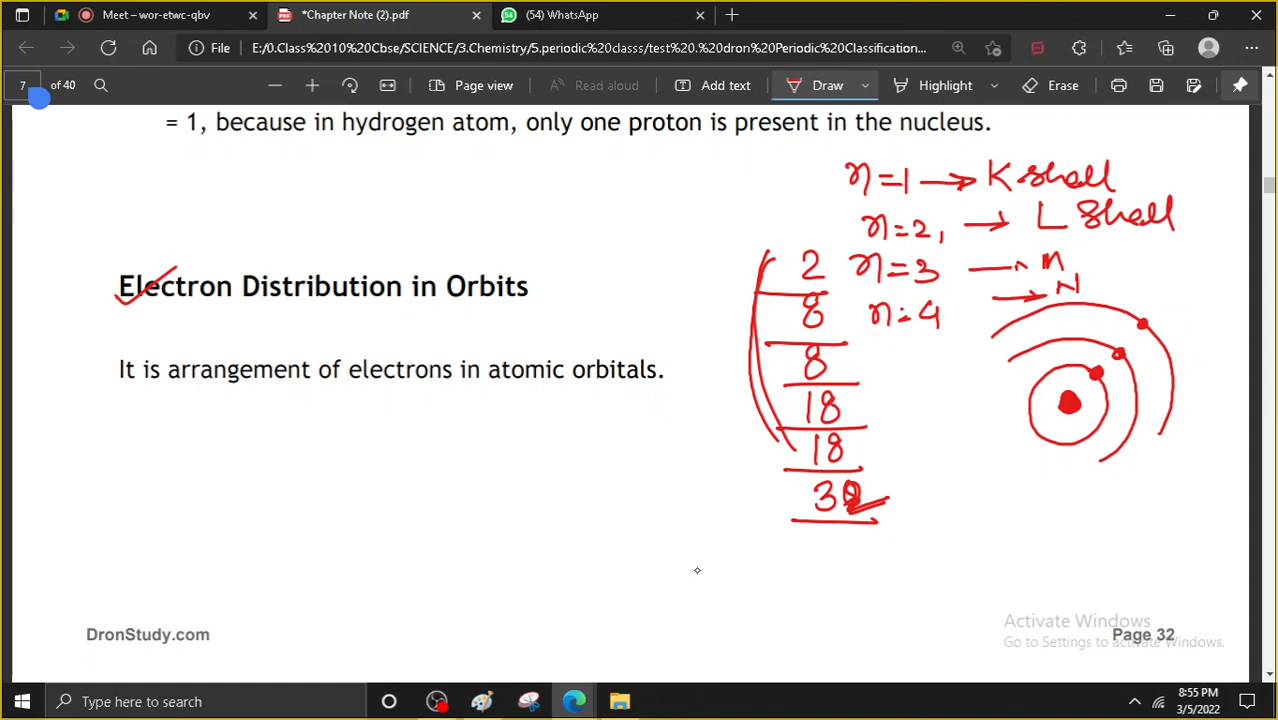 Meet – wor-etwc-qbv
*Chapter Note (2).pdf
(54) WhatsApp
File
E:/0.Class%2010%20Cbse/SCIENCE/3.Chemistry/5.periodic%20classs/test%20.%20dron%20Periodic%20Classification...
7 of 40
Page view
Read aloud
Add text
Draw
Highlight
Erase
= 1, because in hydrogen atom, only one proton is present in the nucleus.
n=1 → K shell
n=2, → L Shell
2 n=3 → M
8 n=4 → N
8
18
18
32
Electron Distribution in Orbits
It is arrangement of electrons in atomic orbitals.
Activate Windows
Go to Settings to activate Windows.
DronStudy.com
Page 32
Type here to search
8:55 PM
3/5/2022